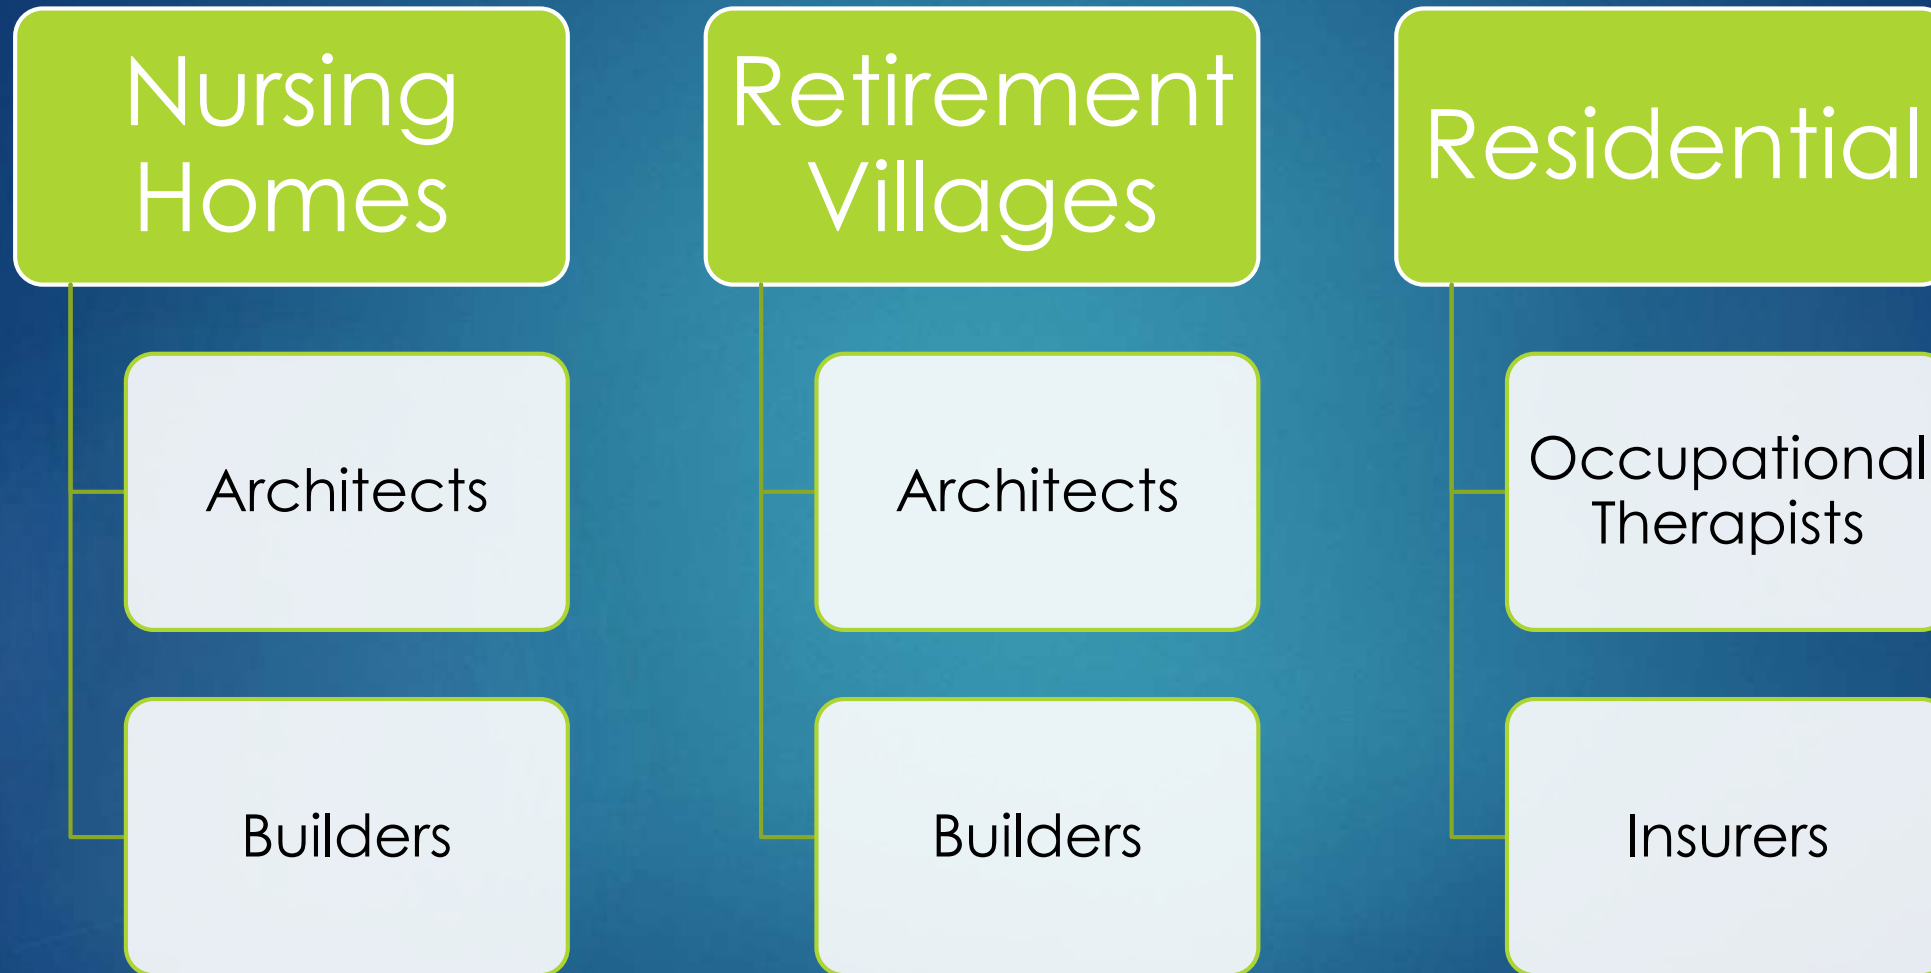 Nursing
Homes
Architects
Builders
Retirement
Villages
Architects
Builders
Residential
Occupational
Therapists
Insurers